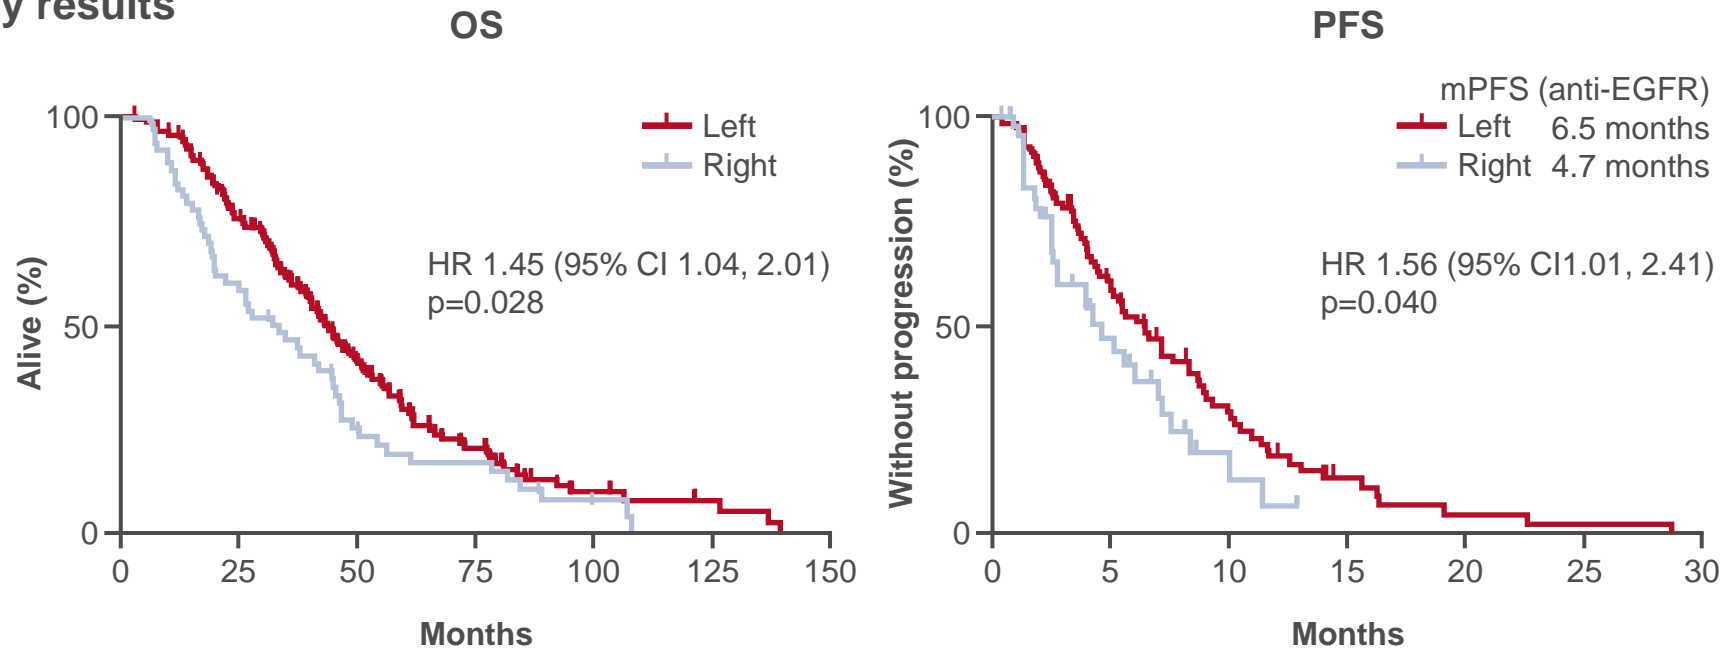 y results
OS
100
50
0
Alive (%)
Left
Right
HR 1.45 (95% CI 1.04, 2.01)
p=0.028
0 25 50 75 100 125 150
Months
PFS
mPFS (anti-EGFR)
Left 6.5 months
Right 4.7 months
100
50
0
Without progression (%)
HR 1.56 (95% CI1.01, 2.41)
p=0.040
0 5 10 15 20 25 30
Months